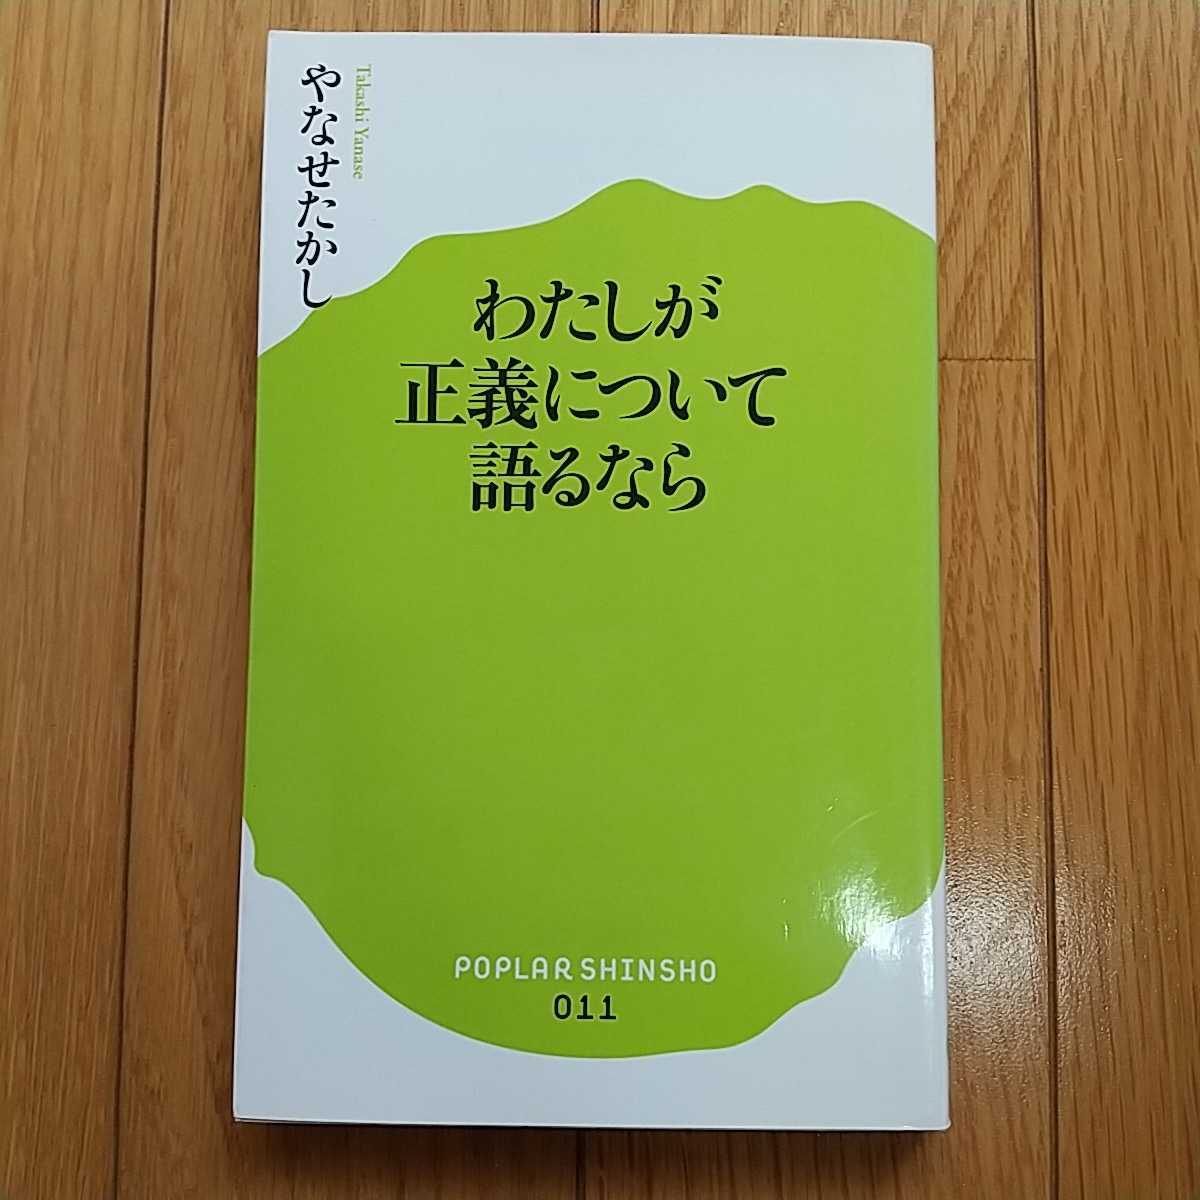 やなせたかし
Takashi Yanase
わたしが
正義について
語るなら
POPLAR SHINSHO
011